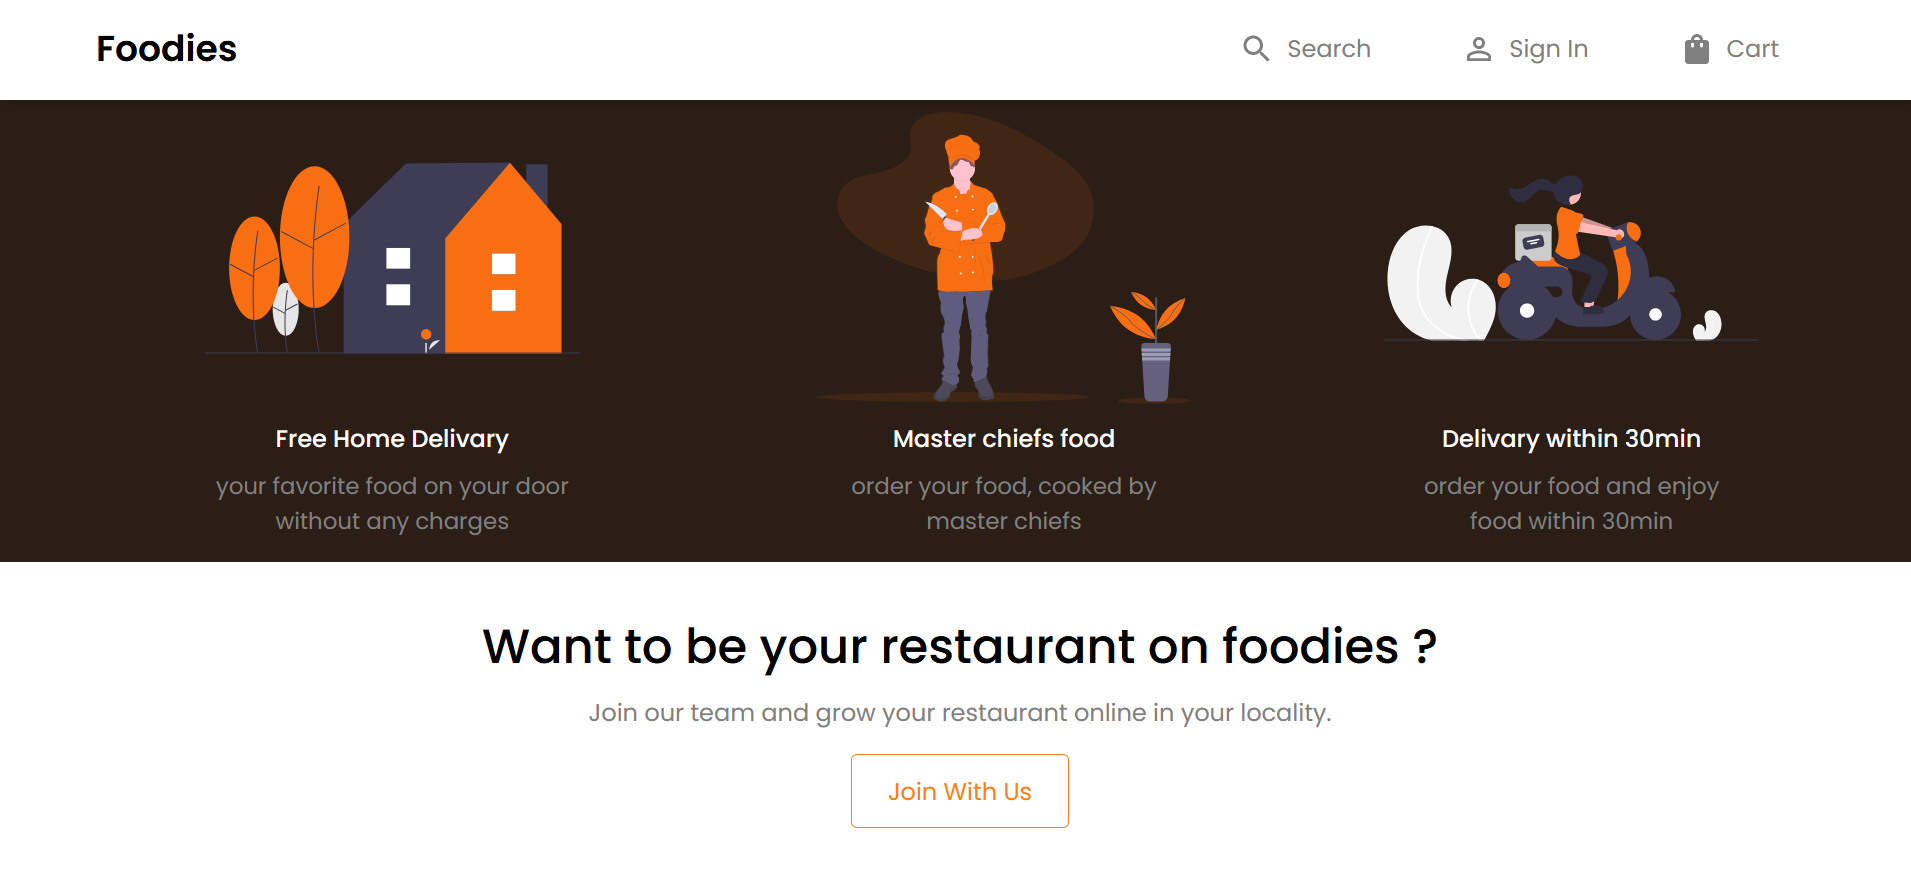 Foodies
Search
Sign In
Cart
Free Home Delivary
your favorite food on your door
without any charges
Master chiefs food
order your food, cooked by
master chiefs
Delivary within 30min
order your food and enjoy
food within 30min
Want to be your restaurant on foodies ?
Join our team and grow your restaurant online in your locality.
Join With Us